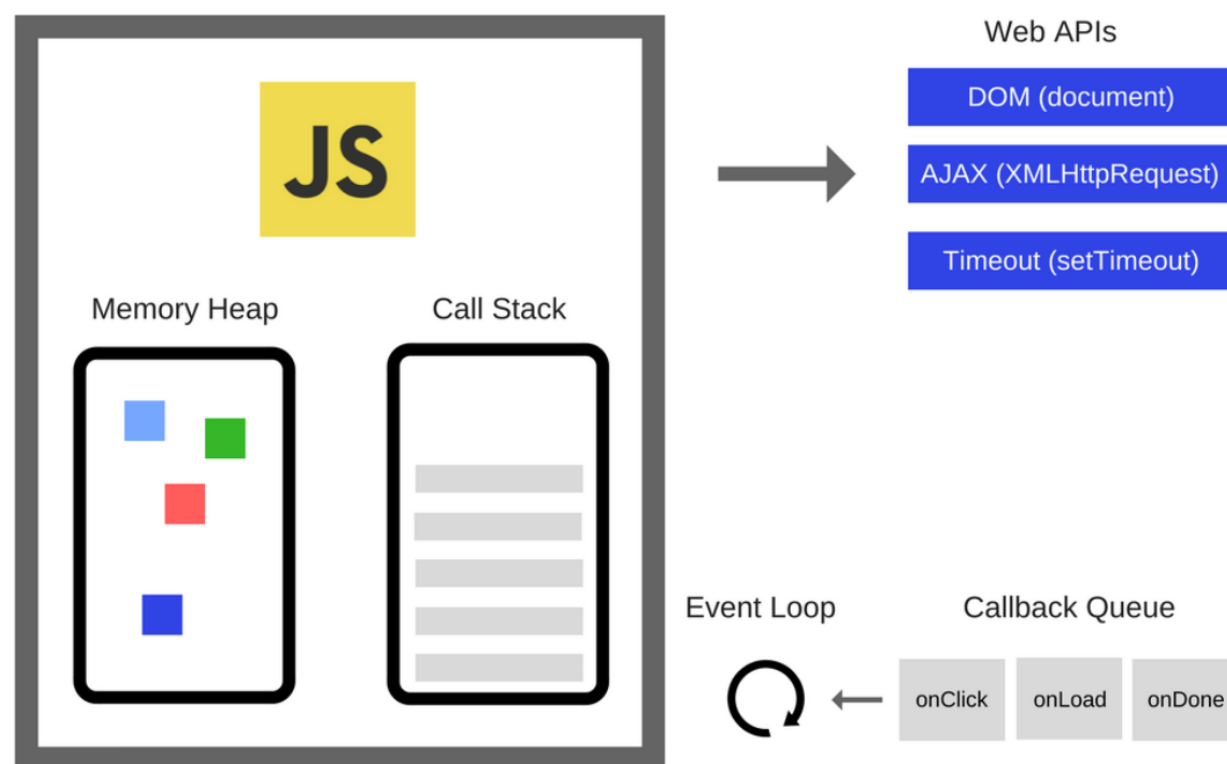 JS
Memory Heap
Call Stack
Web APIs
DOM (document)
AJAX (XMLHttpRequest)
Timeout (setTimeout)
Event Loop
Callback Queue
onClick
onLoad
onDone